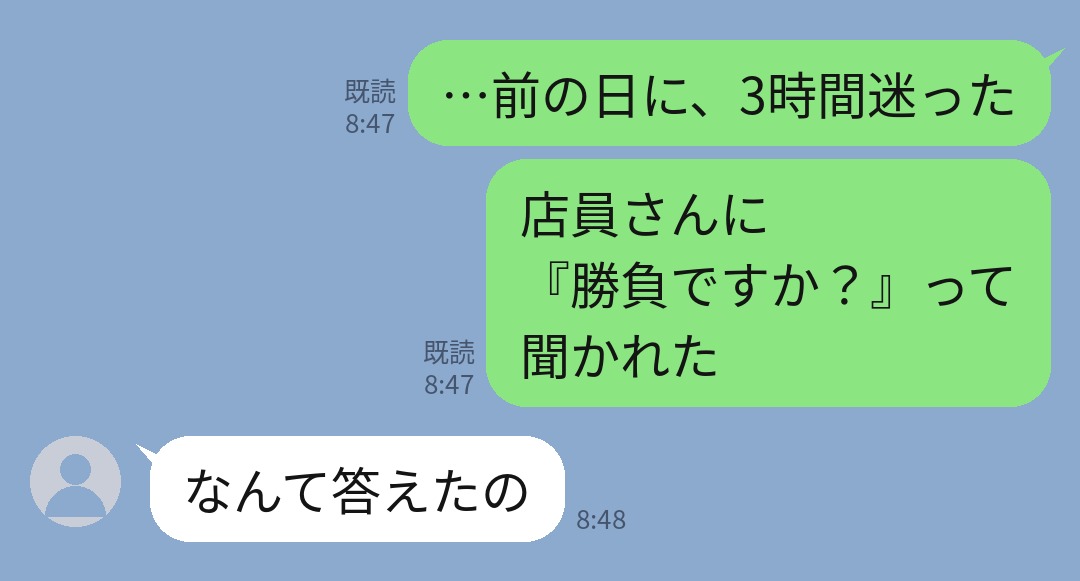 …前の日に、3時間迷った
既読
8:47
店員さんに
『勝負ですか？』って
聞かれた
既読
8:47
なんて答えたの
8:48